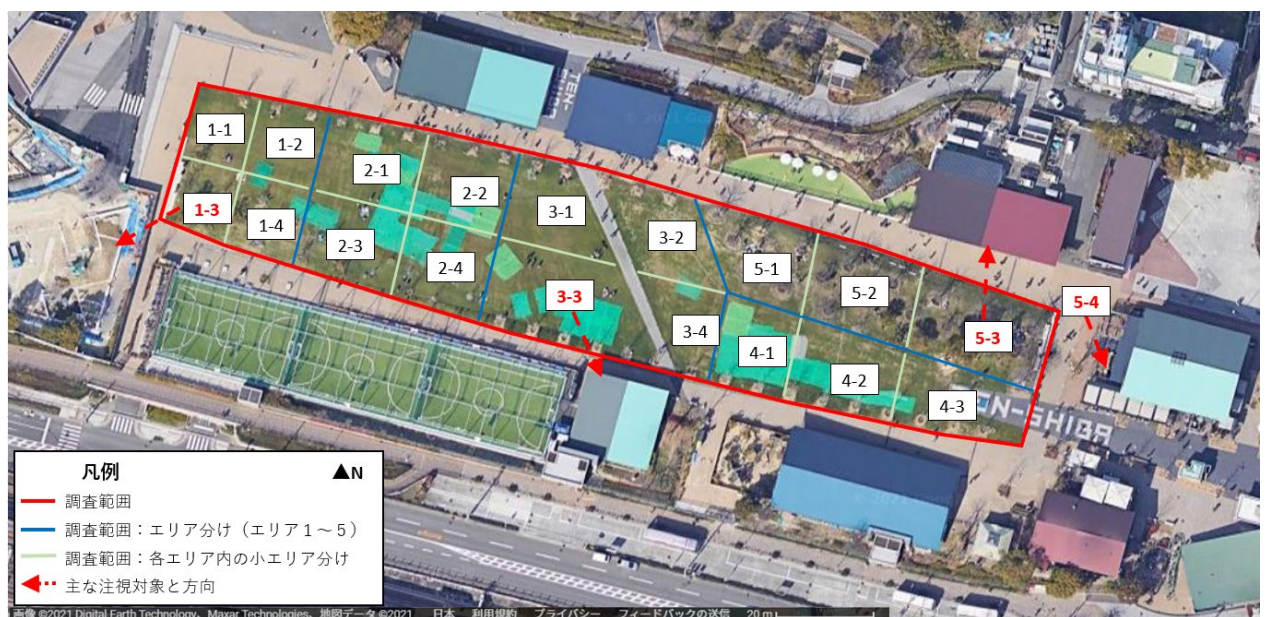 TEN-
SHIBA
© 2021 Google
1-1
1-2
2-1
2-2
1-3
1-4
2-3
2-4
3-1
3-2
5-1
5-2
3-3
5-3
5-4
3-4
4-1
4-2
4-3
EN-SHIBA
凡例
▲N
調査範囲
調査範囲：エリア分け（エリア１～５）
調査範囲：各エリア内の小エリア分け
主な注視対象と方向
画像 ©2021 Digital Earth Technology、Maxar Technologies、地図データ ©2021 日本 利用規約 プライバシー フィードバックの送信 20 m